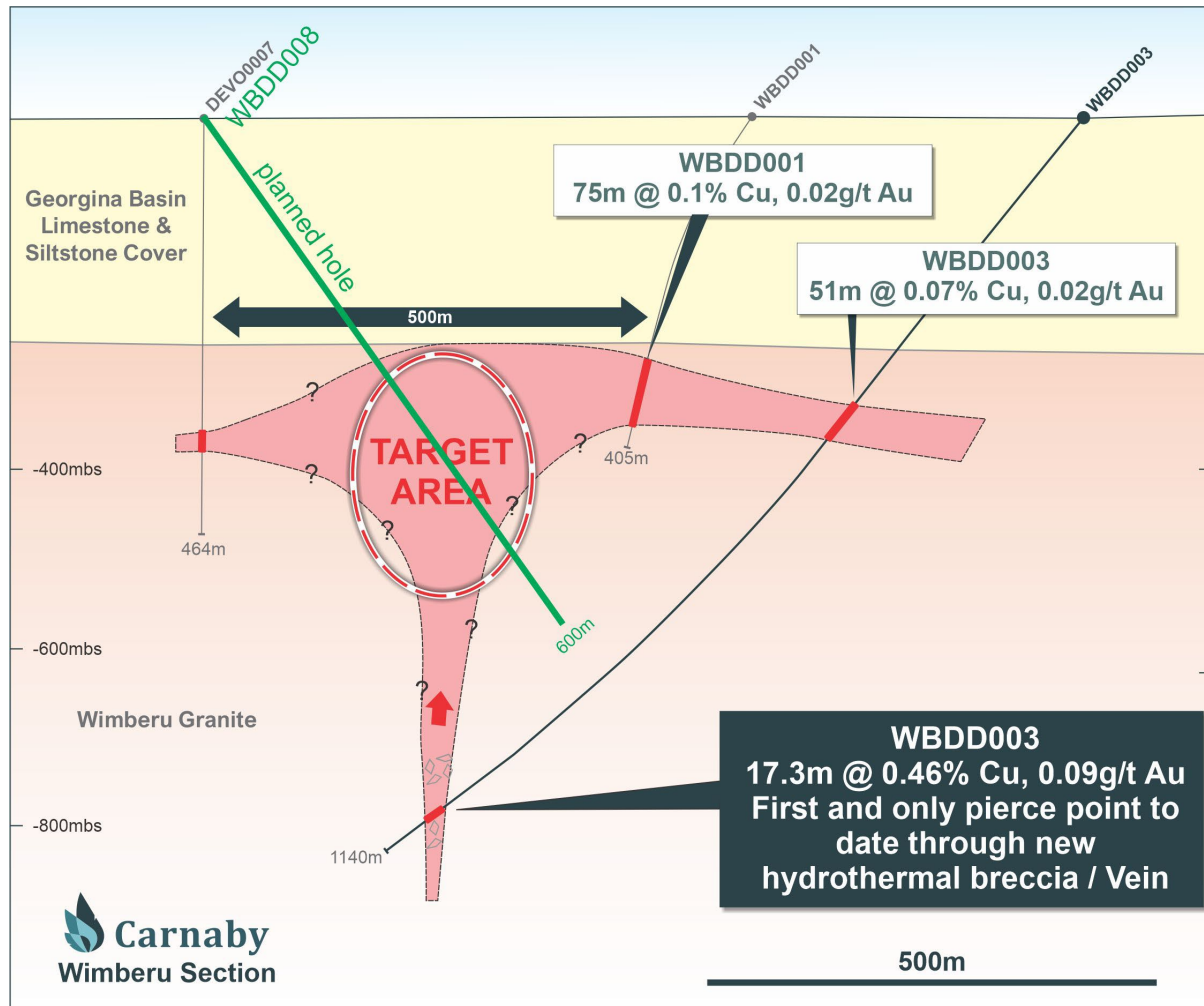 DEVO0007
WBDD008
WBDD001
WBDD003
planned hole
Georgina Basin
Limestone &
Siltstone Cover
WBDD001
75m @ 0.1% Cu, 0.02g/t Au
WBDD003
51m @ 0.07% Cu, 0.02g/t Au
500m
?
?
?
TARGET
AREA
?
?
405m
-400mbs
464m
?
-600mbs
600m
?
Wimberu Granite
WBDD003
17.3m @ 0.46% Cu, 0.09g/t Au
First and only pierce point to
date through new
hydrothermal breccia / Vein
-800mbs
1140m
Carnaby
Wimberu Section
500m